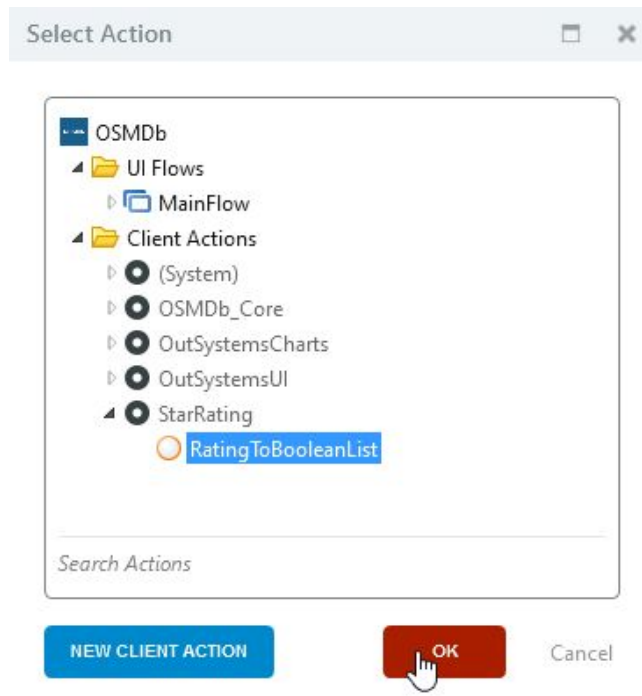 Select Action
OSMDb
UI Flows
MainFlow
Client Actions
(System)
OSMDb_Core
OutSystemsCharts
OutSystemsUI
StarRating
RatingToBooleanList
Search Actions
NEW CLIENT ACTION
OK
Cancel